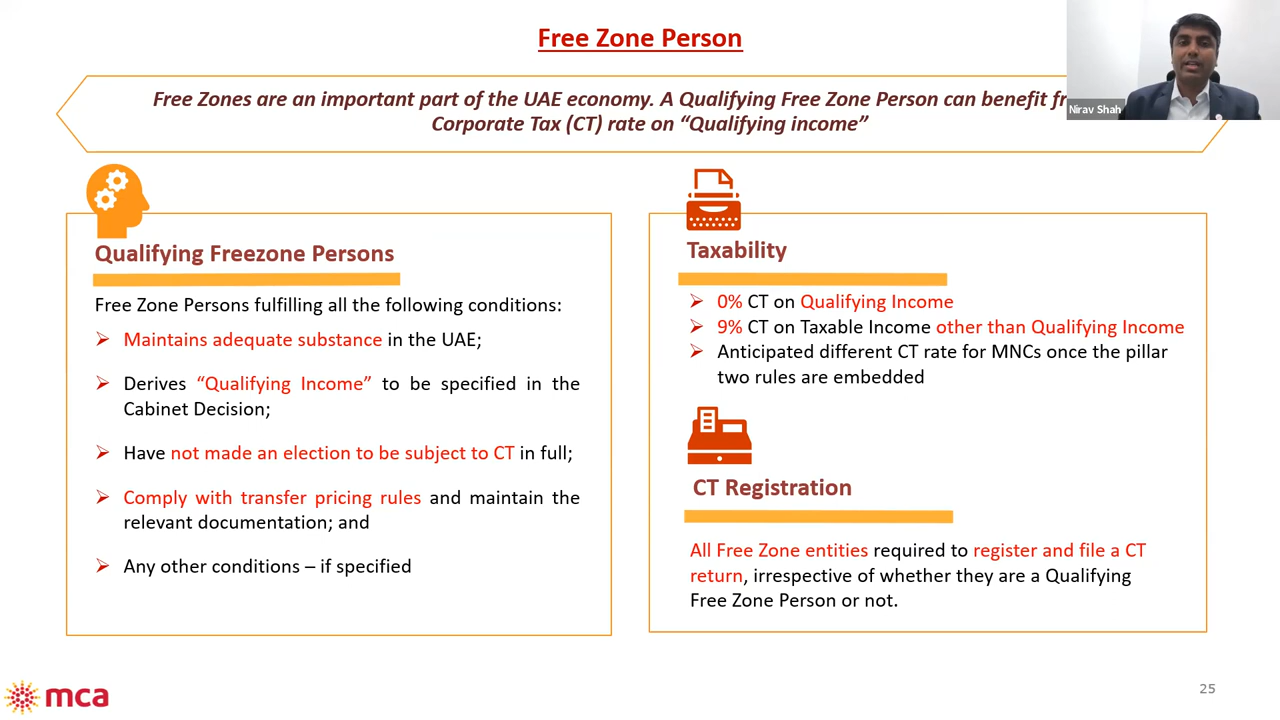 Free Zone Person
Free Zones are an important part of the UAE economy. A Qualifying Free Zone Person can benefit
Corporate Tax (CT) rate on “Qualifying income”
Nirav Shah
Qualifying Freezone Persons
Free Zone Persons fulfilling all the following conditions:
➢ Maintains adequate substance in the UAE;
➢ Derives “Qualifying Income” to be specified in the
Cabinet Decision;
➢ Have not made an election to be subject to CT in full;
➢ Comply with transfer pricing rules and maintain the
relevant documentation; and
➢ Any other conditions – if specified
Taxability
➢ 0% CT on Qualifying Income
➢ 9% CT on Taxable Income other than Qualifying Income
➢ Anticipated different CT rate for MNCs once the pillar
two rules are embedded
CT Registration
All Free Zone entities required to register and file a CT
return, irrespective of whether they are a Qualifying
Free Zone Person or not.
mca
25